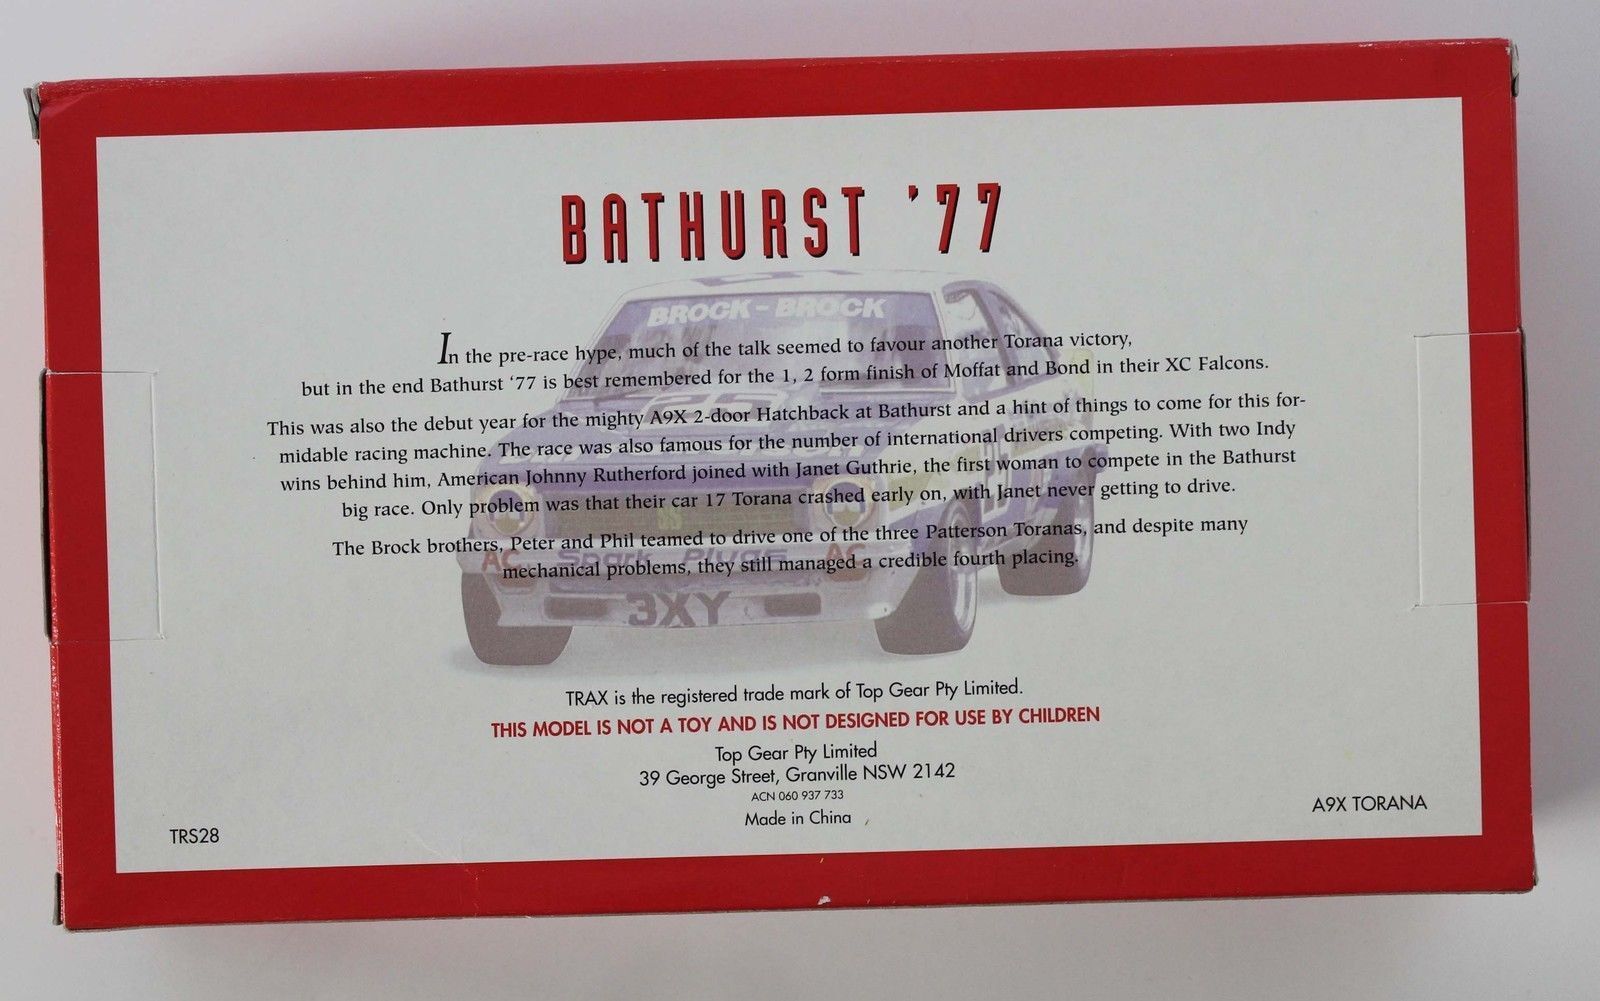 BATHURST '77
BROCK - BROCK
In the pre-race hype, much of the talk seemed to favour another Torana victory,
but in the end Bathurst '77 is best remembered for the 1, 2 form finish of Moffat and Bond in their XC Falcons.
This was also the debut year for the mighty A9X 2-door Hatchback at Bathurst and a hint of things to come for this for-
midable racing machine. The race was also famous for the number of international drivers competing. With two Indy
wins behind him, American Johnny Rutherford joined with Janet Guthrie, the first woman to compete in the Bathurst
big race. Only problem was that their car 17 Torana crashed early on, with Janet never getting to drive.
The Brock brothers, Peter and Phil teamed to drive one of the three Patterson Toranas, and despite many
mechanical problems, they still managed a credible fourth placing.
AC Spark Plugs AC
3XY
TRAX is the registered trade mark of Top Gear Pty Limited.
THIS MODEL IS NOT A TOY AND IS NOT DESIGNED FOR USE BY CHILDREN
Top Gear Pty Limited
39 George Street, Granville NSW 2142
ACN 060 937 733
Made in China
A9X TORANA
TRS28